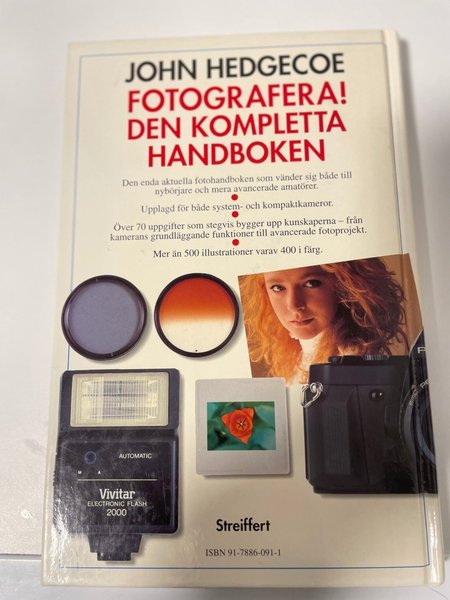 JOHN HEDGECOE
FOTOGRAFERA!
DEN KOMPLETTA
HANDBOKEN
Den enda aktuella fotohandboken som vänder sig både till
nybörjare och mera avancerade amatörer.
Upplagd för både system- och kompaktkameror.
Över 70 uppgifter som stegvis bygger upp kunskaperna – från
kamerans grundläggande funktioner till avancerade fotoprojekt.
Mer än 500 illustrationer varav 400 i färg.
AUTOMATIC
M A
Vivitar
ELECTRONIC FLASH
2000
Streiffert
ISBN 91-7886-091-1